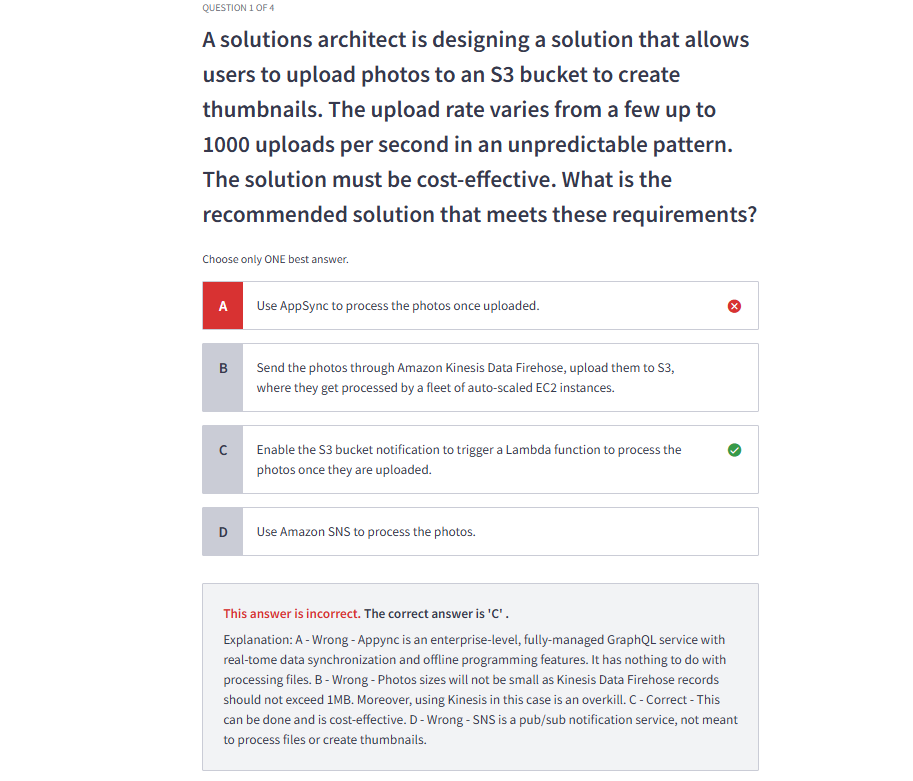 QUESTION 1 OF 4
A solutions architect is designing a solution that allows
users to upload photos to an S3 bucket to create
thumbnails. The upload rate varies from a few up to
1000 uploads per second in an unpredictable pattern.
The solution must be cost-effective. What is the
recommended solution that meets these requirements?
Choose only ONE best answer.
A
Use AppSync to process the photos once uploaded.
B
Send the photos through Amazon Kinesis Data Firehose, upload them to S3,
where they get processed by a fleet of auto-scaled EC2 instances.
C
Enable the S3 bucket notification to trigger a Lambda function to process the
photos once they are uploaded.
D
Use Amazon SNS to process the photos.
This answer is incorrect. The correct answer is 'C' .
Explanation: A - Wrong - Appync is an enterprise-level, fully-managed GraphQL service with
real-tome data synchronization and offline programming features. It has nothing to do with
processing files. B - Wrong - Photos sizes will not be small as Kinesis Data Firehose records
should not exceed 1MB. Moreover, using Kinesis in this case is an overkill. C - Correct - This
can be done and is cost-effective. D - Wrong - SNS is a pub/sub notification service, not meant
to process files or create thumbnails.